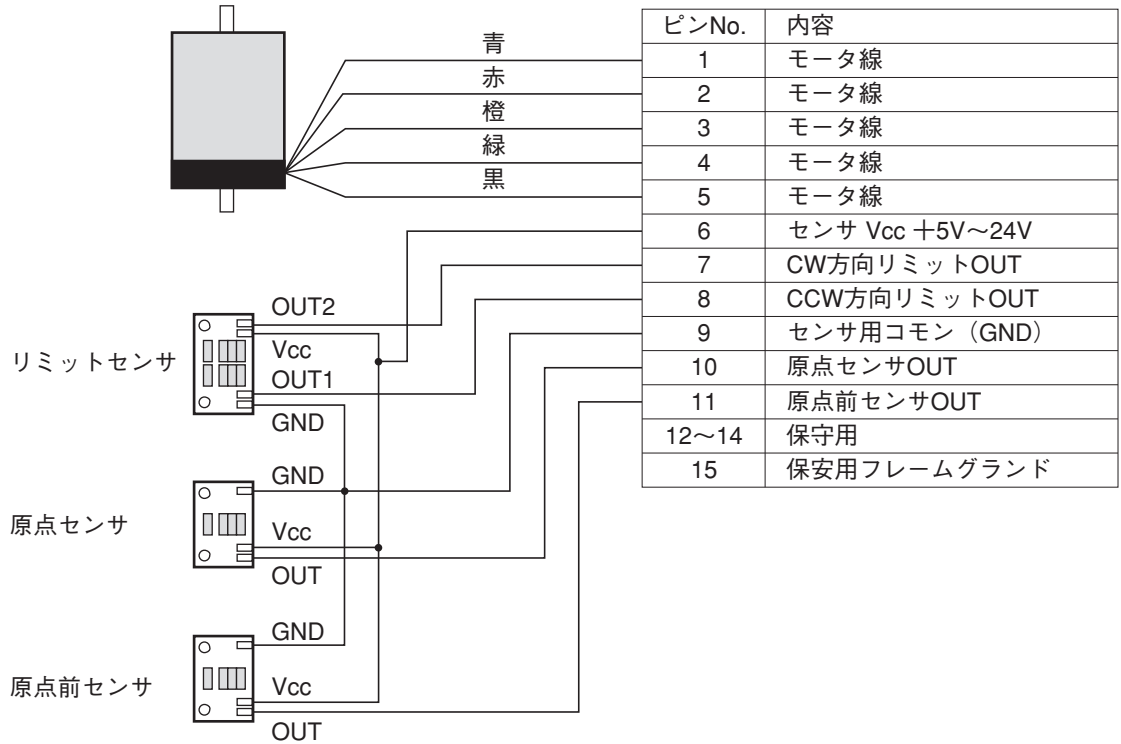 青
赤
橙
緑
黒
ピンNo. 内容
1 モータ線
2 モータ線
3 モータ線
4 モータ線
5 モータ線
6 センサ Vcc +5V～24V
7 CW方向リミットOUT
8 CCW方向リミットOUT
9 センサ用コモン（GND）
10 原点センサOUT
11 原点前センサOUT
12～14 保守用
15 保安用フレームグランド
リミットセンサ
OUT2
Vcc
OUT1
GND
原点センサ
GND
Vcc
OUT
原点前センサ
GND
Vcc
OUT